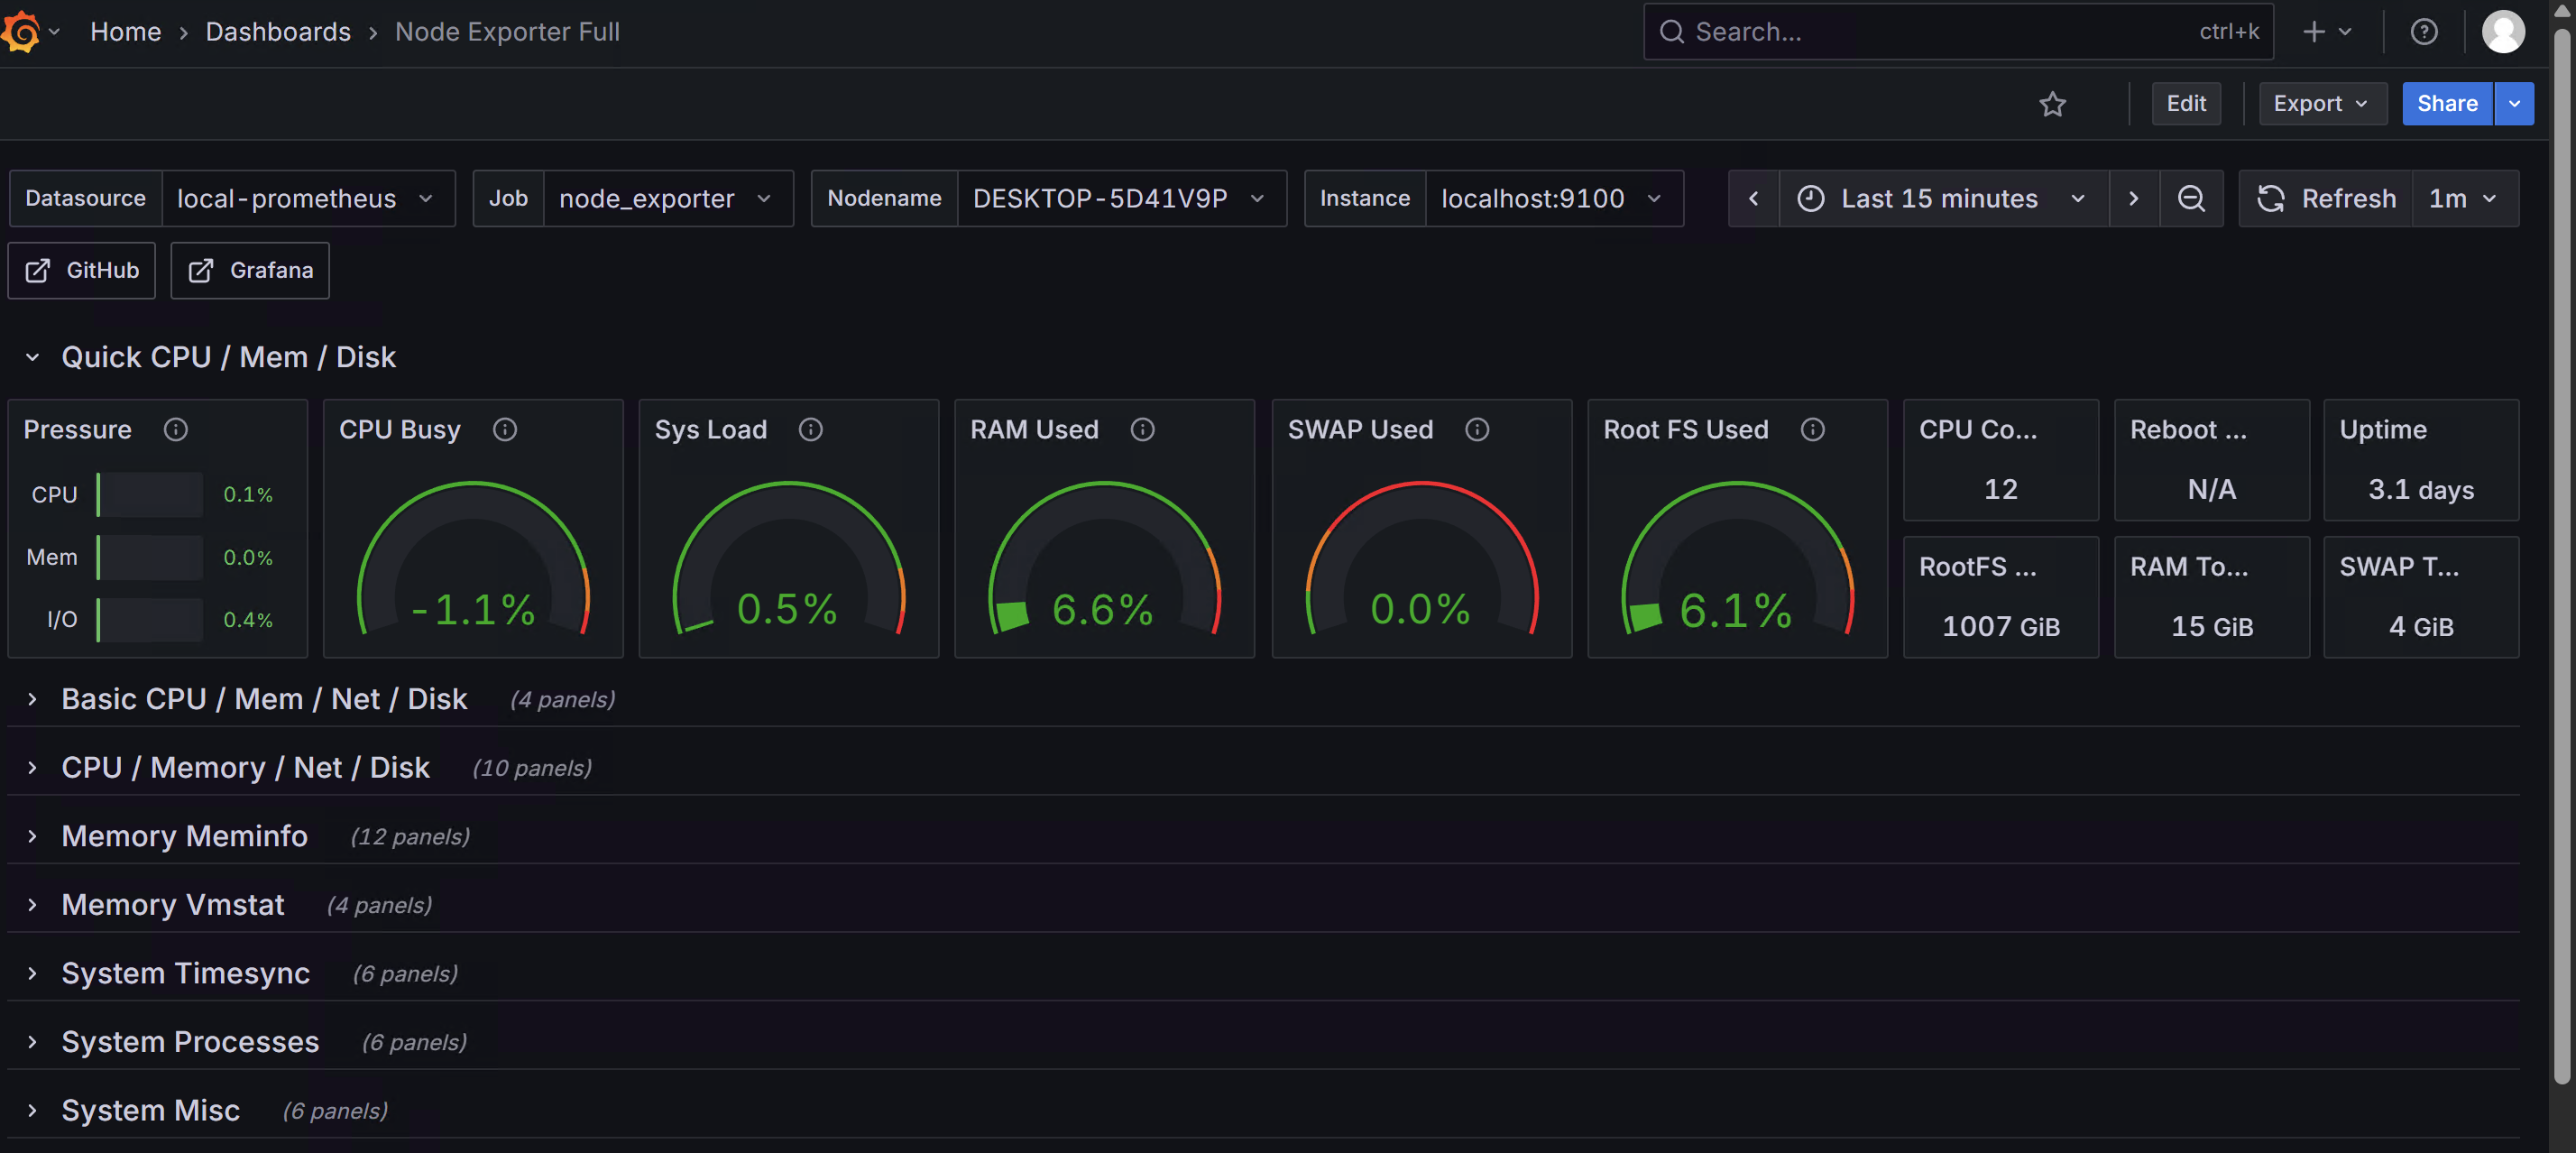 Home › Dashboards › Node Exporter Full
Search...
ctrl+k
Edit
Export
Share
Datasource
local-prometheus
Job
node_exporter
Nodename
DESKTOP-5D41V9P
Instance
localhost:9100
Last 15 minutes
Refresh
1m
GitHub
Grafana
Quick CPU / Mem / Disk
Pressure
CPU 0.1%
Mem 0.0%
I/O 0.4%
CPU Busy
-1.1%
Sys Load
0.5%
RAM Used
6.6%
SWAP Used
0.0%
Root FS Used
6.1%
CPU Co...
12
Reboot ...
N/A
Uptime
3.1 days
RootFS ...
1007 GiB
RAM To...
15 GiB
SWAP T...
4 GiB
Basic CPU / Mem / Net / Disk (4 panels)
CPU / Memory / Net / Disk (10 panels)
Memory Meminfo (12 panels)
Memory Vmstat (4 panels)
System Timesync (6 panels)
System Processes (6 panels)
System Misc (6 panels)